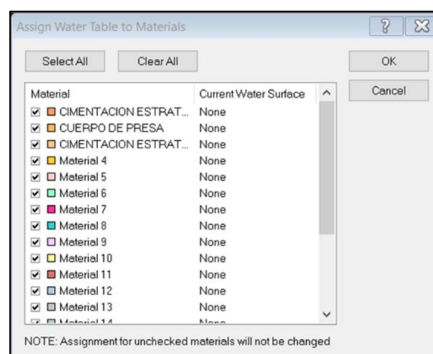 Assign Water Table to Materials
Select All Clear All OK
Cancel
Material Current Water Surface
CIMENTACION ESTRAT... None
CUERPO DE PRESA None
CIMENTACION ESTRAT... None
Material 4 None
Material 5 None
Material 6 None
Material 7 None
Material 8 None
Material 9 None
Material 10 None
Material 11 None
Material 12 None
Material 13 None
Material 14 None
NOTE: Assignment for unchecked materials will not be changed